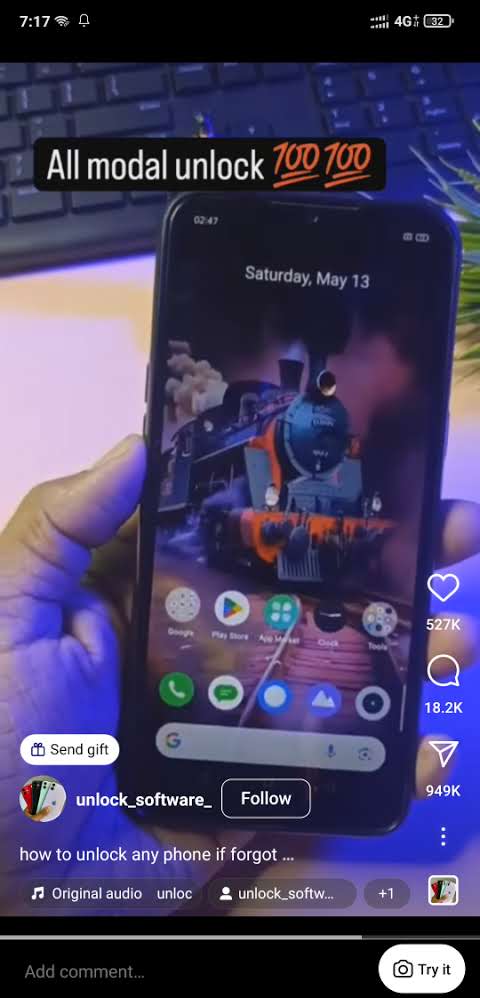 7:17 4G+ 32
All modal unlock 💯💯
02:47
Saturday, May 13
Google Play Store App Market Clock Tools
527K
18.2K
Send gift
949K
unlock_software_ Follow
how to unlock any phone if forgot ...
Original audio unloc unlock_softw... +1
Add comment... Try it